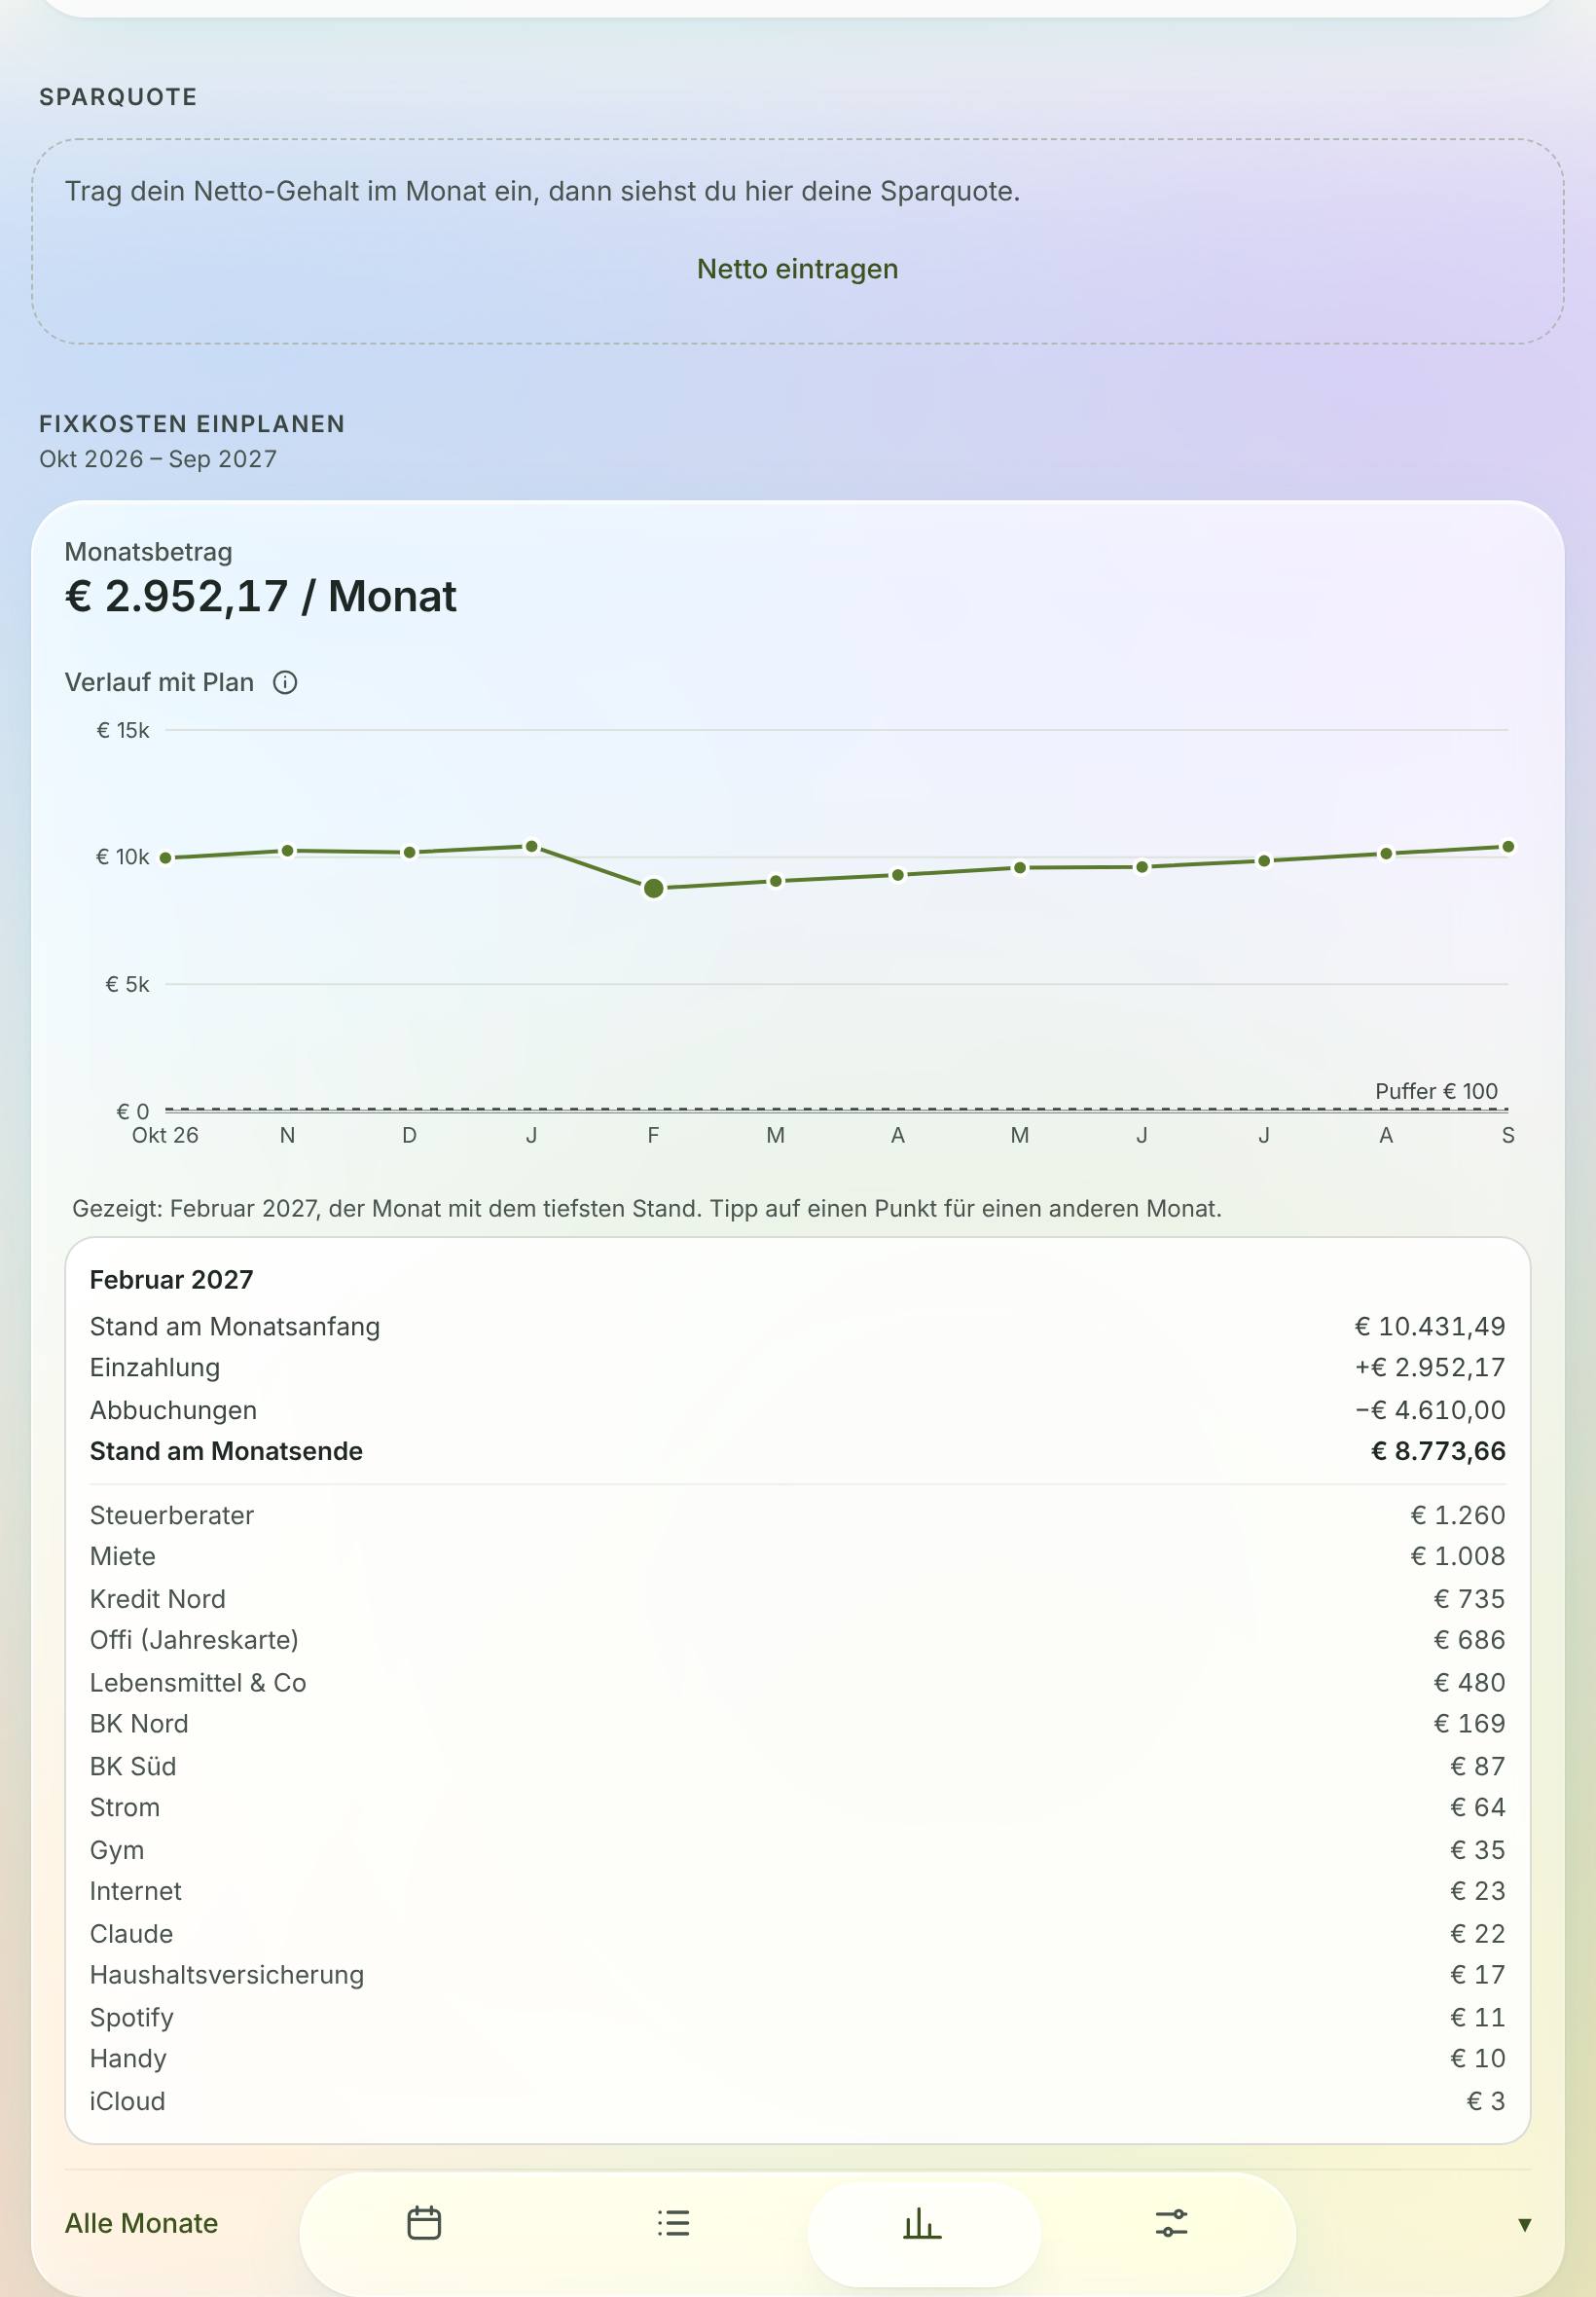 SPARQUOTE
Trag dein Netto-Gehalt im Monat ein, dann siehst du hier deine Sparquote.
Netto eintragen
FIXKOSTEN EINPLANEN
Okt 2026 – Sep 2027
Monatsbetrag
€ 2.952,17 / Monat
Verlauf mit Plan
€ 15k
€ 10k
€ 5k
Puffer € 100
€ 0
Okt 26 N D J F M A M J J A S
Gezeigt: Februar 2027, der Monat mit dem tiefsten Stand. Tipp auf einen Punkt für einen anderen Monat.
Februar 2027
Stand am Monatsanfang € 10.431,49
Einzahlung +€ 2.952,17
Abbuchungen −€ 4.610,00
Stand am Monatsende € 8.773,66
Steuerberater € 1.260
Miete € 1.008
Kredit Nord € 735
Offi (Jahreskarte) € 686
Lebensmittel & Co € 480
BK Nord € 169
BK Süd € 87
Strom € 64
Gym € 35
Internet € 23
Claude € 22
Haushaltsversicherung € 17
Spotify € 11
Handy € 10
iCloud € 3
Alle Monate ▼